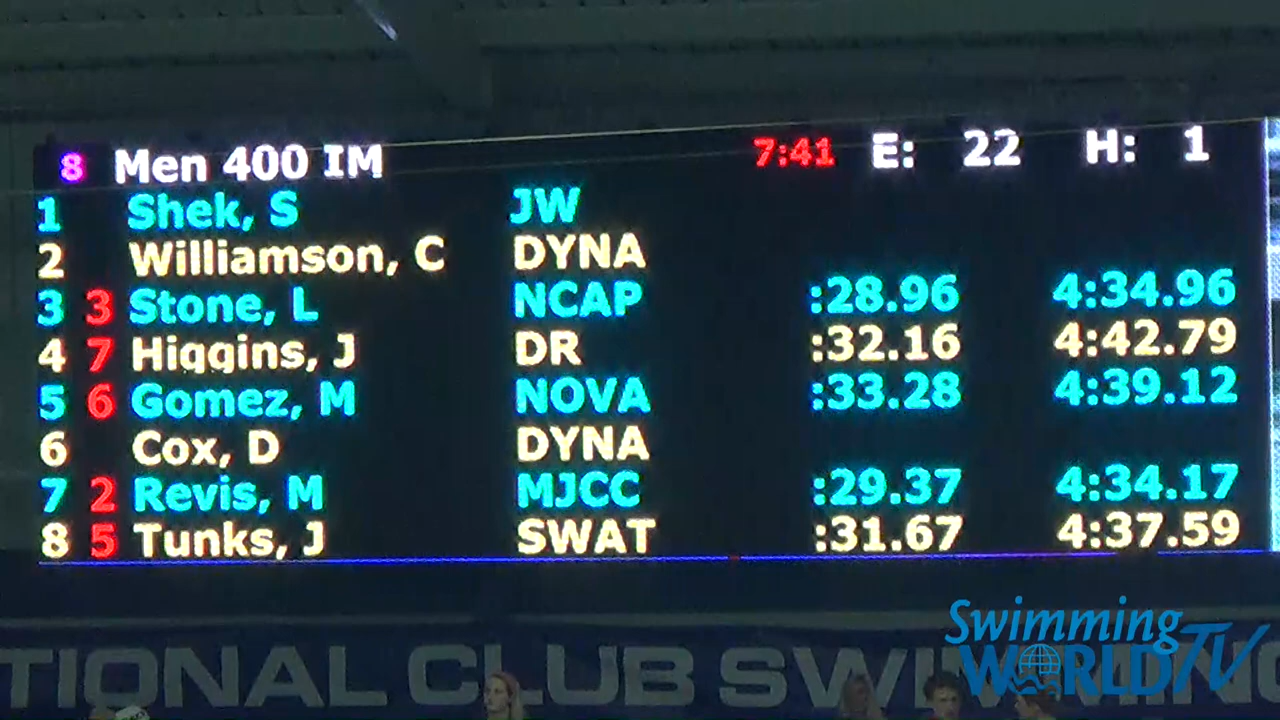 8 Men 400 IM 7:41 E: 22 H: 1
1 Shek, S JW
2 Williamson, C DYNA
3 3 Stone, L NCAP :28.96 4:34.96
4 7 Higgins, J DR :32.16 4:42.79
5 6 Gomez, M NOVA :33.28 4:39.12
6 Cox, D DYNA
7 2 Revis, M MJCC :29.37 4:34.17
8 5 Tunks, J SWAT :31.67 4:37.59
TIONAL CLUB SWIMMING
Swimming
WORLD TV